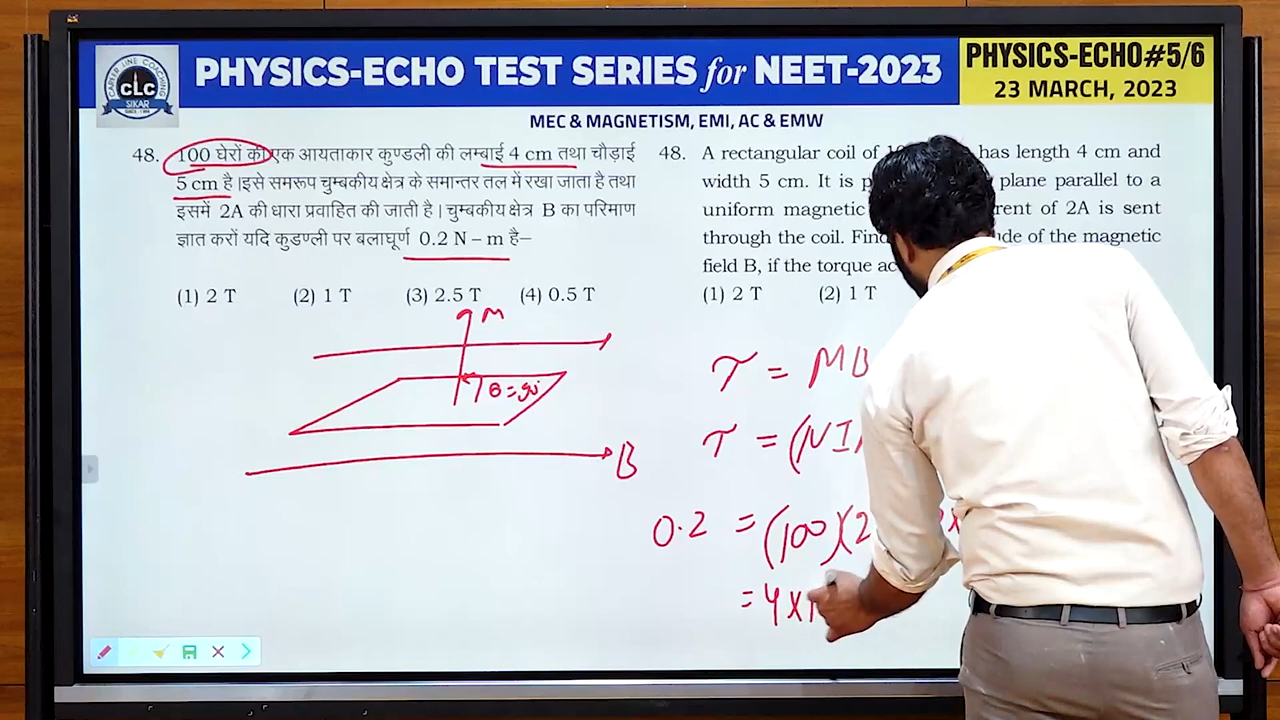 CAREER LINE COACHING
CLC
SIKAR
PHYSICS-ECHO TEST SERIES for NEET-2023
PHYSICS-ECHO#5/6
23 MARCH, 2023
MEC & MAGNETISM, EMI, AC & EMW
48. 100 घेरों की एक आयताकार कुण्डली की लम्बाई 4 cm तथा चौड़ाई
5 cm है।इसे समरूप चुम्बकीय क्षेत्र के समान्तर तल में रखा जाता है तथा
इसमें 2A की धारा प्रवाहित की जाती है। चुम्बकीय क्षेत्र B का परिमाण
ज्ञात करों यदि कुडण्ली पर बलाघूर्ण 0.2 N – m है–
(1) 2 T (2) 1 T (3) 2.5 T (4) 0.5 T
M
θ = 90°
B
48. A rectangular coil of has length 4 cm and
width 5 cm. It is plane parallel to a
uniform magnetic of 2A is sent
through the coil. of the magnetic
field B, if the torque
(1) 2 T (2) 1 T
τ = MB
τ = (NI
0.2 = (100)(2
= 4 ×